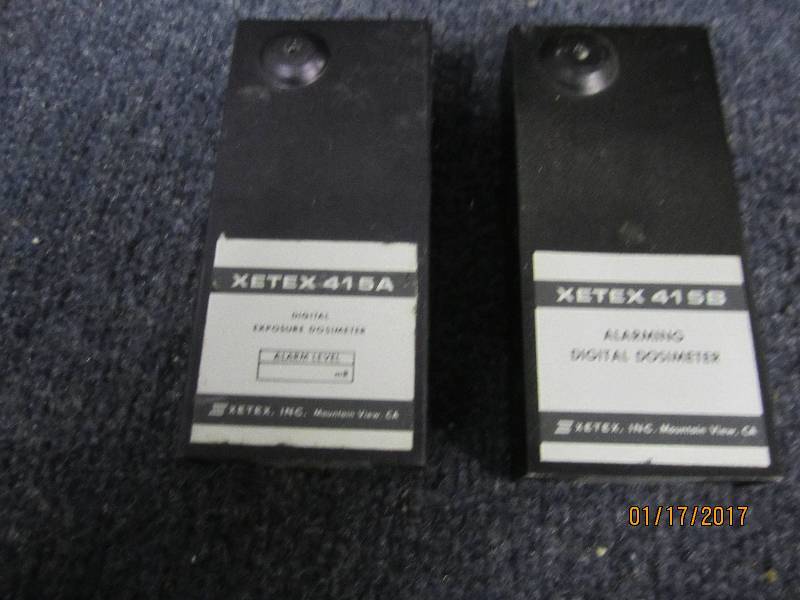 XETEX 415A
DIGITAL
EXPOSURE DOSIMETER
ALARM LEVEL
mR
XETEX, INC. Mountain View, CA
XETEX 415B
ALARMING
DIGITAL DOSIMETER
XETEX, INC. Mountain View, CA
01/17/2017